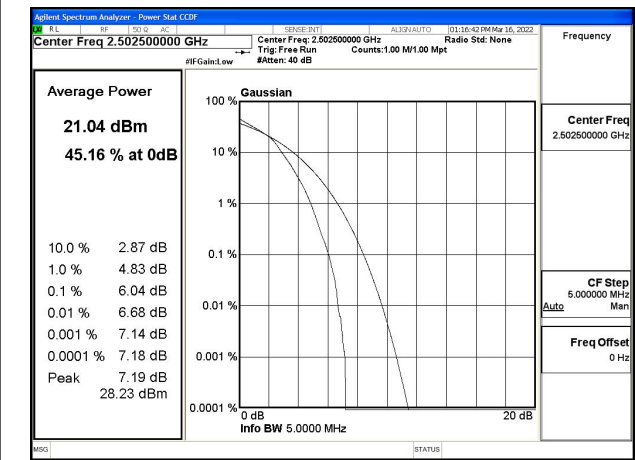 Agilent Spectrum Analyzer - Power Stat CCDF
RL RF 50 Ω AC SENSE:INT ALIGNAUTO 01:16:42 PM Mar 16, 2022
Center Freq 2.502500000 GHz
Center Freq: 2.502500000 GHz Radio Std: None
Trig: Free Run Counts:1.00 M/1.00 Mpt
#IFGain:Low #Atten: 40 dB
Frequency
Average Power
21.04 dBm
45.16 % at 0dB
10.0 % 2.87 dB
1.0 % 4.83 dB
0.1 % 6.04 dB
0.01 % 6.68 dB
0.001 % 7.14 dB
0.0001 % 7.18 dB
Peak 7.19 dB
28.23 dBm
Gaussian
100 %
10 %
1 %
0.1 %
0.01 %
0.001 %
0.0001 %
0 dB 20 dB
Info BW 5.0000 MHz
Center Freq
2.502500000 GHz
CF Step
5.000000 MHz
Auto Man
Freq Offset
0 Hz
MSG STATUS